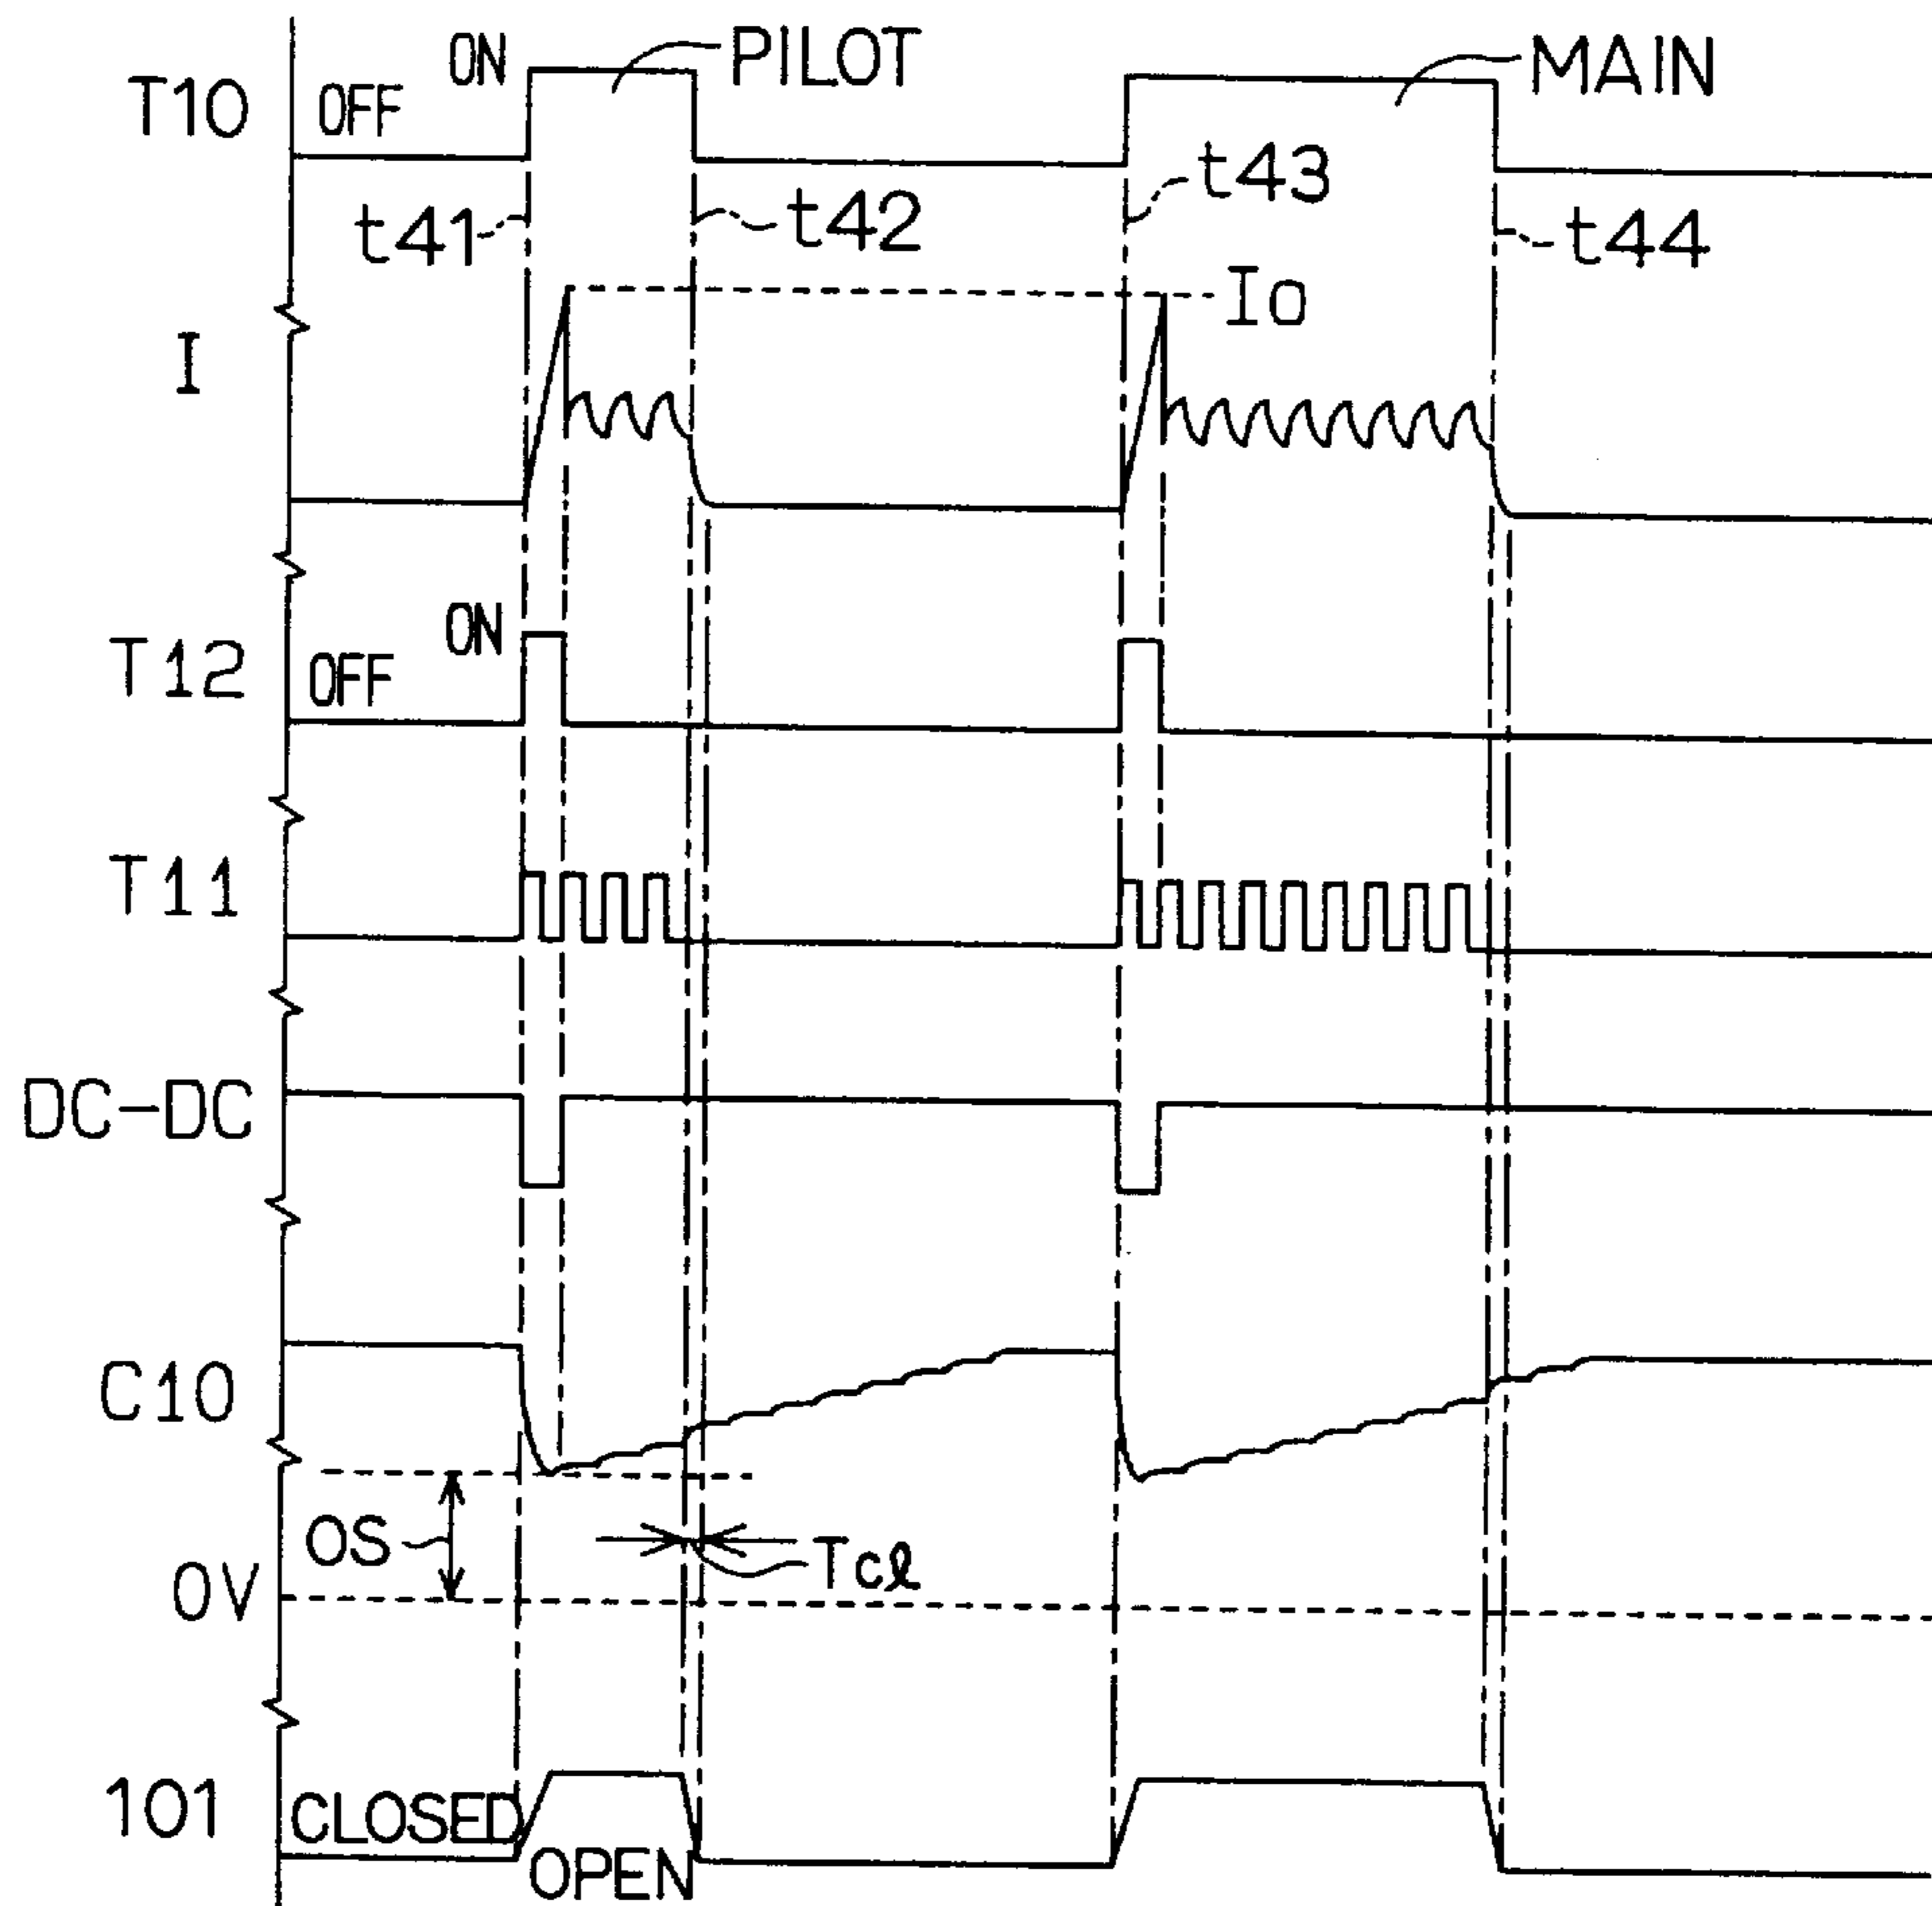 ON PILOT MAIN
T10 OFF
t41 t42 t43 t44
Io
I
ON
T12 OFF
T11
DC-DC
C10
OS Tcℓ
0V
101 CLOSED
OPEN